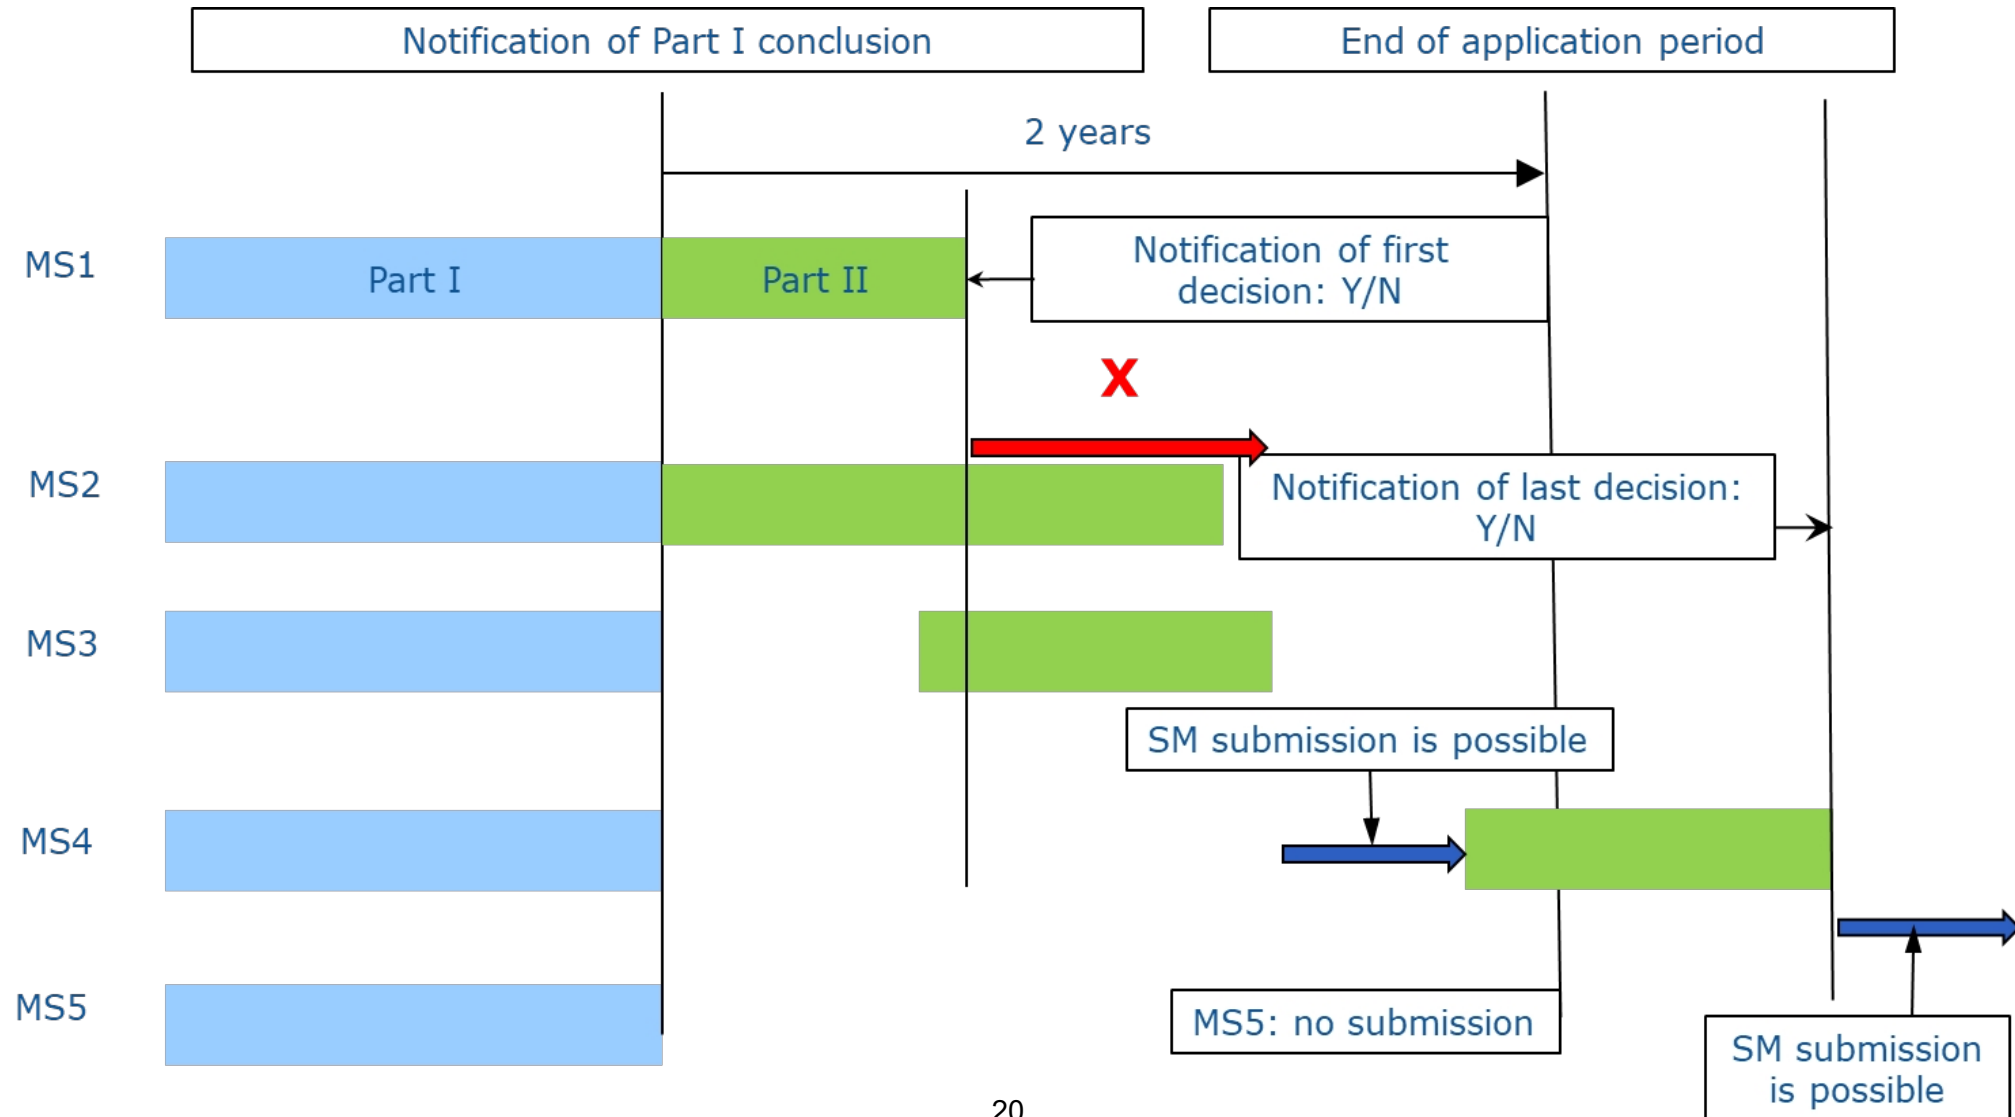 Notification of Part I conclusion
End of application period
2 years
MS1
Part I
Part II
Notification of first
decision: Y/N
X
MS2
Notification of last decision:
Y/N
MS3
SM submission is possible
MS4
MS5
MS5: no submission
SM submission
is possible
20